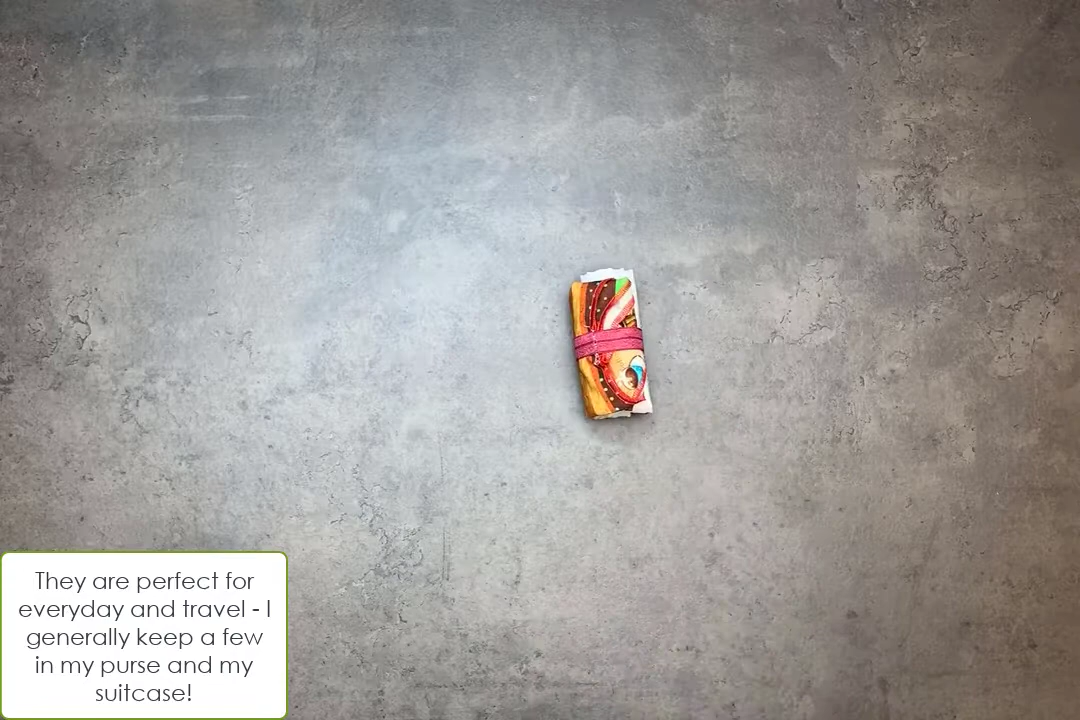 They are perfect for
everyday and travel - I
generally keep a few
in my purse and my
suitcase!